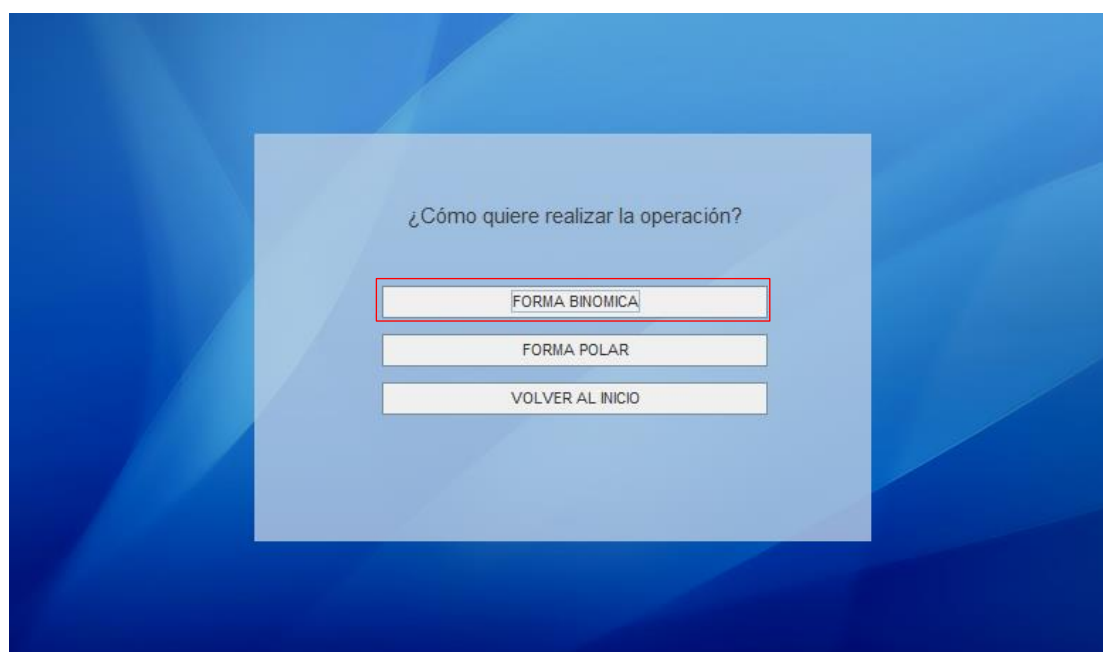 ¿Cómo quiere realizar la operación?
FORMA BINOMICA
FORMA POLAR
VOLVER AL INICIO